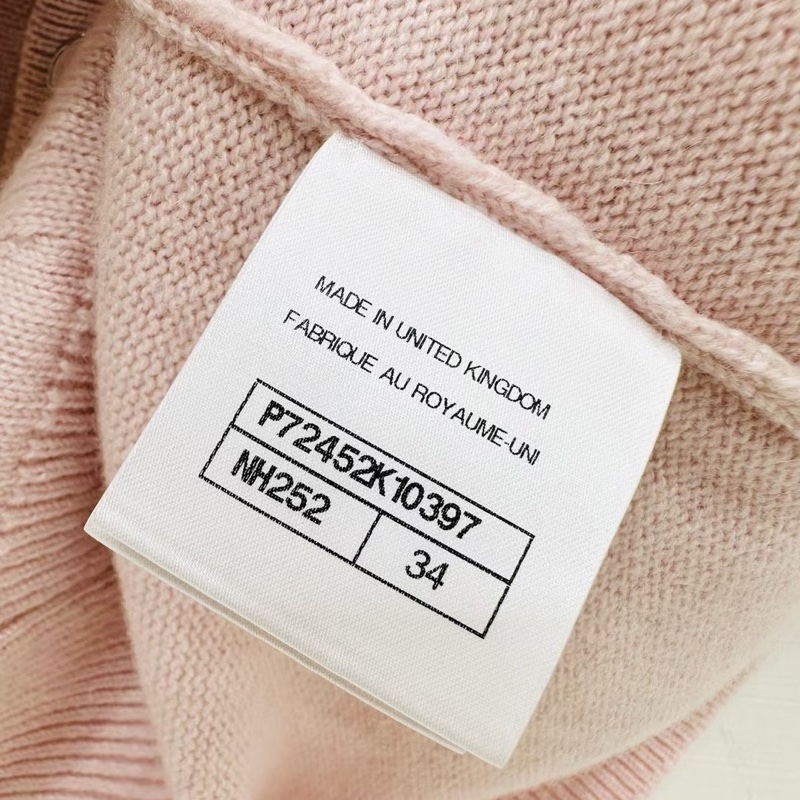 MADE IN UNITED KINGDOM
FABRIQUE AU ROYAUME-UNI
P72452K10397
NH252 34